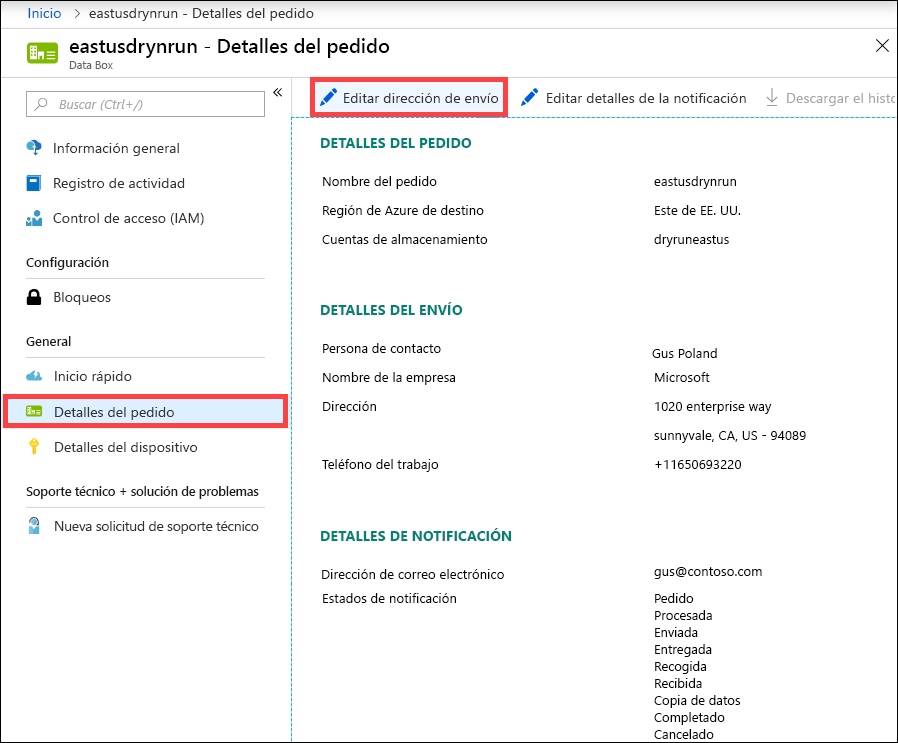 Inicio > eastusdrynrun - Detalles del pedido
eastusdrynrun - Detalles del pedido
Data Box
Buscar (Ctrl+/)
Información general
Registro de actividad
Control de acceso (IAM)
Configuración
Bloqueos
General
Inicio rápido
Detalles del pedido
Detalles del dispositivo
Soporte técnico + solución de problemas
Nueva solicitud de soporte técnico
Editar dirección de envío Editar detalles de la notificación Descargar el histo
DETALLES DEL PEDIDO
Nombre del pedido eastusdrynrun
Región de Azure de destino Este de EE. UU.
Cuentas de almacenamiento dryruneastus
DETALLES DEL ENVÍO
Persona de contacto Gus Poland
Nombre de la empresa Microsoft
Dirección 1020 enterprise way
sunnyvale, CA, US - 94089
Teléfono del trabajo +11650693220
DETALLES DE NOTIFICACIÓN
Dirección de correo electrónico gus@contoso.com
Estados de notificación Pedido
Procesada
Enviada
Entregada
Recogida
Recibida
Copia de datos
Completado
Cancelado